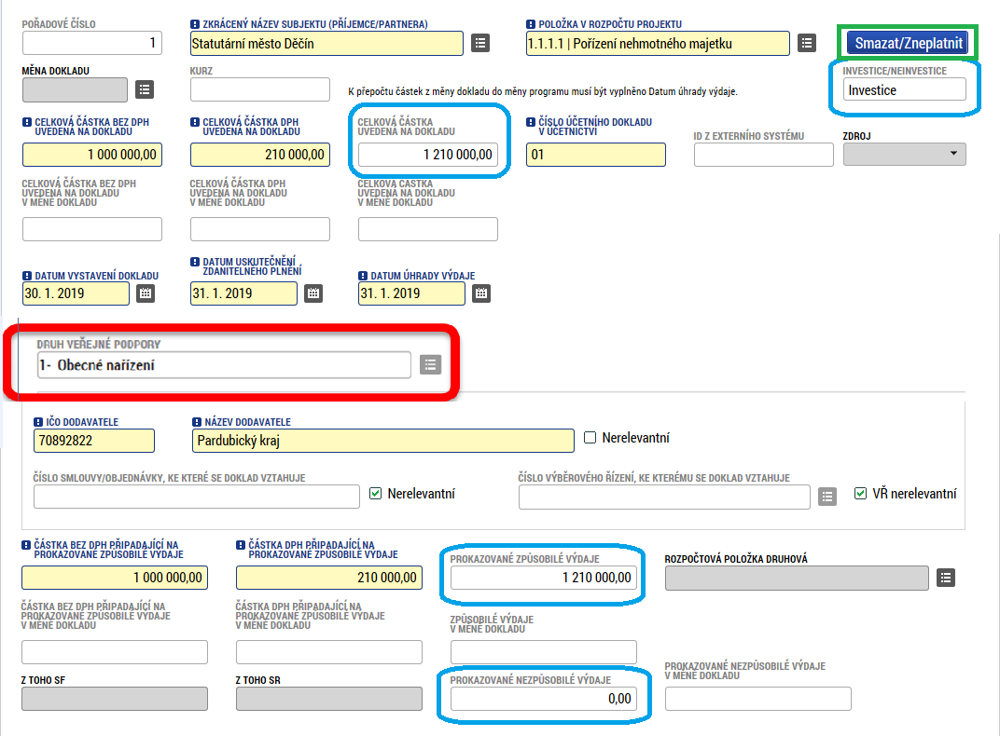 POŘADOVÉ ČÍSLO
1
ZKRÁCENÝ NÁZEV SUBJEKTU (PŘÍJEMCE/PARTNERA)
Statutární město Děčín
POLOŽKA V ROZPOČTU PROJEKTU
1.1.1.1 | Pořízení nehmotného majetku
Smazat/Zneplatnit
MĚNA DOKLADU
KURZ
K přepočtu částek z měny dokladu do měny programu musí být vyplněno Datum úhrady výdaje.
INVESTICE/NEINVESTICE
Investice
CELKOVÁ ČÁSTKA BEZ DPH
UVEDENÁ NA DOKLADU
1 000 000,00
CELKOVÁ ČÁSTKA DPH
UVEDENÁ NA DOKLADU
210 000,00
CELKOVÁ ČÁSTKA
UVEDENÁ NA DOKLADU
1 210 000,00
ČÍSLO ÚČETNÍHO DOKLADU
V ÚČETNICTVÍ
01
ID Z EXTERNÍHO SYSTÉMU
ZDROJ
CELKOVÁ ČÁSTKA BEZ DPH
UVEDENÁ NA DOKLADU
V MĚNĚ DOKLADU
CELKOVÁ ČÁSTKA DPH
UVEDENÁ NA DOKLADU
V MĚNĚ DOKLADU
CELKOVÁ ČÁSTKA
UVEDENÁ NA DOKLADU
V MĚNĚ DOKLADU
DATUM VYSTAVENÍ DOKLADU
30. 1. 2019
DATUM USKUTEČNĚNÍ
ZDANITELNÉHO PLNĚNÍ
31. 1. 2019
DATUM ÚHRADY VÝDAJE
31. 1. 2019
DRUH VEŘEJNÉ PODPORY
1- Obecné nařízení
IČO DODAVATELE
70892822
NÁZEV DODAVATELE
Pardubický kraj
Nerelevantní
ČÍSLO SMLOUVY/OBJEDNÁVKY, KE KTERÉ SE DOKLAD VZTAHUJE
Nerelevantní
ČÍSLO VÝBĚROVÉHO ŘÍZENÍ, KE KTERÉMU SE DOKLAD VZTAHUJE
VŘ nerelevantní
ČÁSTKA BEZ DPH PŘIPADAJÍCÍ NA
PROKAZOVANÉ ZPŮSOBILÉ VÝDAJE
1 000 000,00
ČÁSTKA DPH PŘIPADAJÍCÍ NA
PROKAZOVANÉ ZPŮSOBILÉ VÝDAJE
210 000,00
PROKAZOVANÉ ZPŮSOBILÉ VÝDAJE
1 210 000,00
ROZPOČTOVÁ POLOŽKA DRUHOVÁ
ČÁSTKA BEZ DPH PŘIPADAJÍCÍ NA
PROKAZOVANÉ ZPŮSOBILÉ VÝDAJE
V MĚNĚ DOKLADU
ČÁSTKA DPH PŘIPADAJÍCÍ NA
PROKAZOVANÉ ZPŮSOBILÉ VÝDAJE
V MĚNĚ DOKLADU
ZPŮSOBILÉ VÝDAJE
V MĚNĚ DOKLADU
Z TOHO SF
Z TOHO SR
PROKAZOVANÉ NEZPŮSOBILÉ VÝDAJE
0,00
PROKAZOVANÉ NEZPŮSOBILÉ VÝDAJE
V MĚNĚ DOKLADU